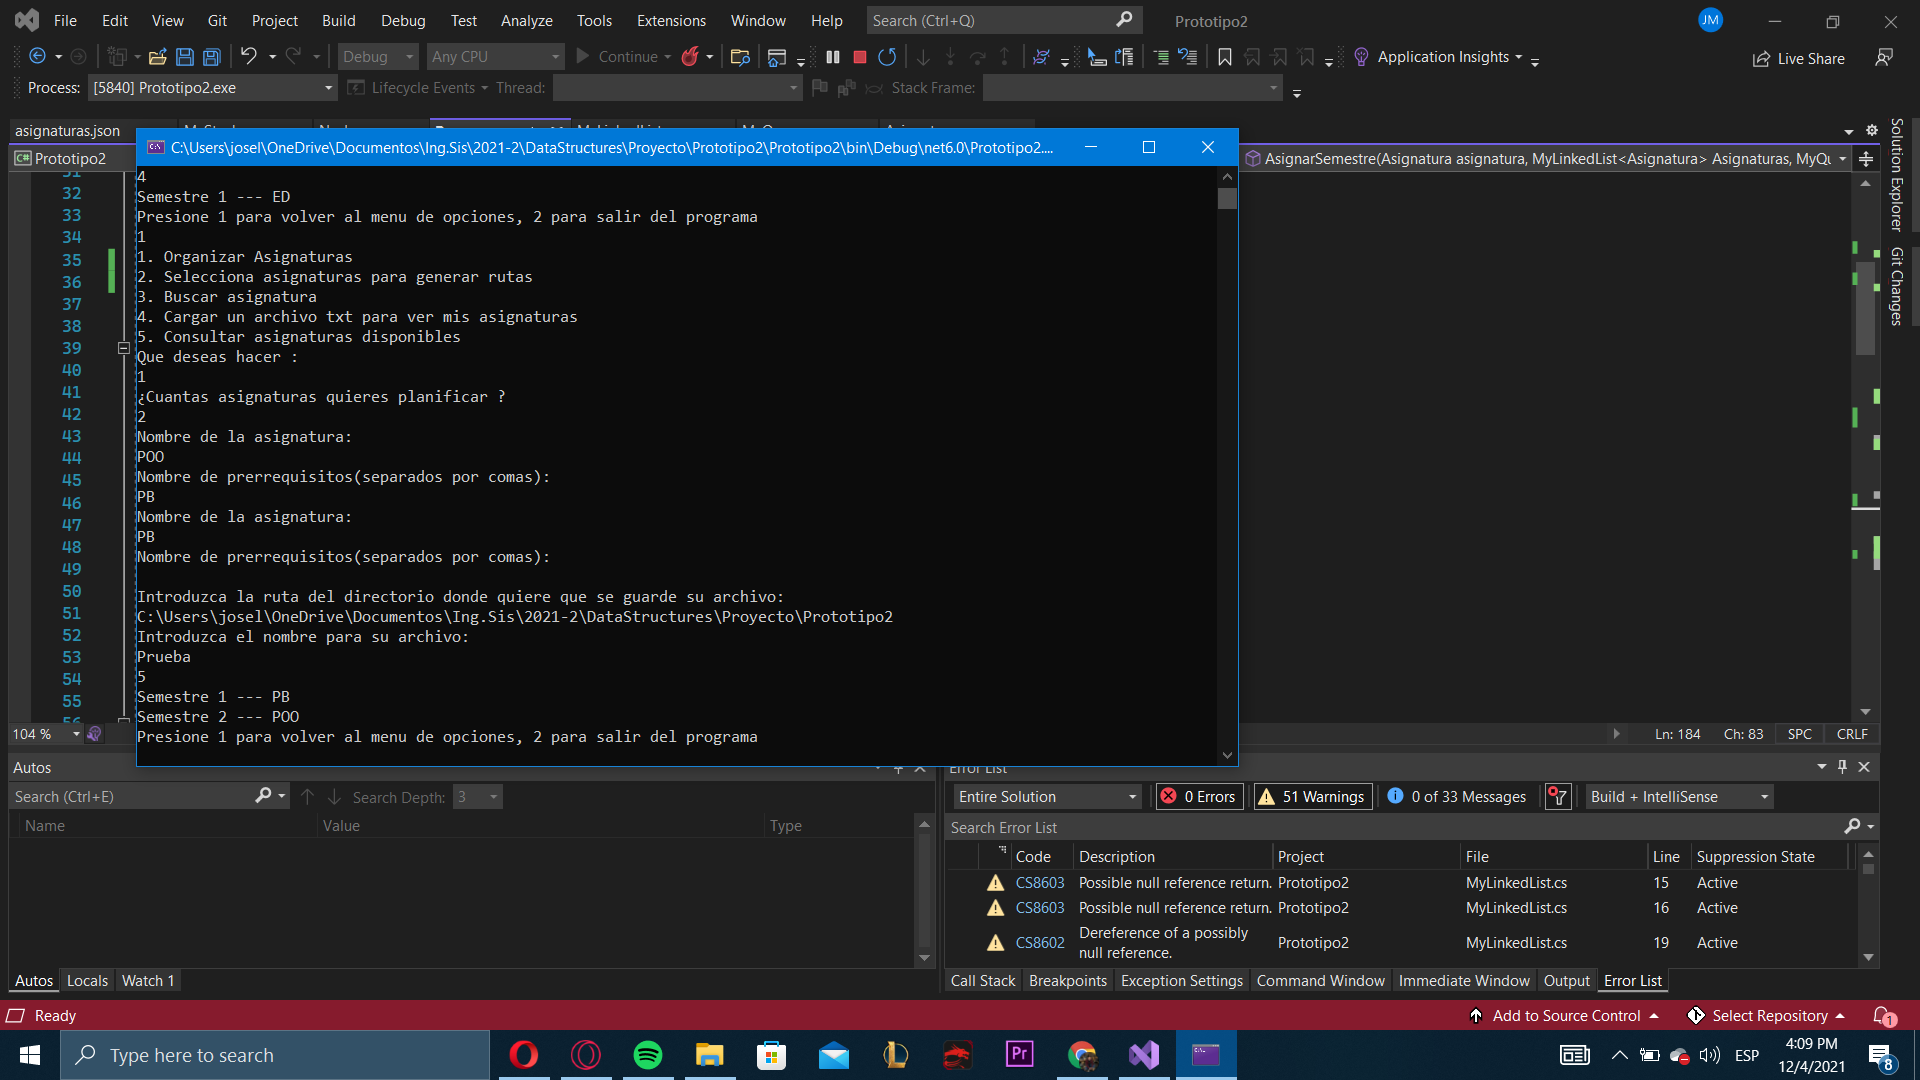 File Edit View Git Project Build Debug Test Analyze Tools Extensions Window Help Search (Ctrl+Q) Prototipo2 JM
Debug Any CPU Continue Application Insights Live Share
Process: [5840] Prototipo2.exe Lifecycle Events Thread: Stack Frame:
asignaturas.json
Prototipo2 AsignarSemestre(Asignatura asignatura, MyLinkedList<Asignatura> Asignaturas, MyQu
Solution Explorer
Git Changes
32
33
34
35
36
37
38
39
40
41
42
43
44
45
46
47
48
49
50
51
52
53
54
55
56
C:\Users\josel\OneDrive\Documentos\Ing.Sis\2021-2\DataStructures\Proyecto\Prototipo2\Prototipo2\bin\Debug\net6.0\Prototipo2....
4
Semestre 1 --- ED
Presione 1 para volver al menu de opciones, 2 para salir del programa
1
1. Organizar Asignaturas
2. Selecciona asignaturas para generar rutas
3. Buscar asignatura
4. Cargar un archivo txt para ver mis asignaturas
5. Consultar asignaturas disponibles
Que deseas hacer :
1
¿Cuantas asignaturas quieres planificar ?
2
Nombre de la asignatura:
POO
Nombre de prerrequisitos(separados por comas):
PB
Nombre de la asignatura:
PB
Nombre de prerrequisitos(separados por comas):
Introduzca la ruta del directorio donde quiere que se guarde su archivo:
C:\Users\josel\OneDrive\Documentos\Ing.Sis\2021-2\DataStructures\Proyecto\Prototipo2
Introduzca el nombre para su archivo:
Prueba
5
Semestre 1 --- PB
Semestre 2 --- POO
Presione 1 para volver al menu de opciones, 2 para salir del programa
104 % Ln: 184 Ch: 83 SPC CRLF
Autos
Search (Ctrl+E) Search Depth: 3
Name Value Type
Autos Locals Watch 1
Error List
Entire Solution 0 Errors 51 Warnings 0 of 33 Messages Build + IntelliSense
Search Error List
Code Description Project File Line Suppression State
CS8603 Possible null reference return. Prototipo2 MyLinkedList.cs 15 Active
CS8603 Possible null reference return. Prototipo2 MyLinkedList.cs 16 Active
CS8602 Dereference of a possibly null reference. Prototipo2 MyLinkedList.cs 19 Active
Call Stack Breakpoints Exception Settings Command Window Immediate Window Output Error List
Ready Add to Source Control Select Repository 1
Type here to search Pr ESP 4:09 PM
12/4/2021 8